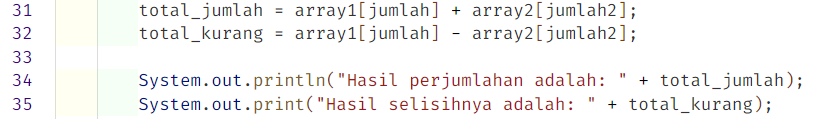 31 total_jumlah = array1[jumlah] + array2[jumlah2];
32 total_kurang = array1[jumlah] - array2[jumlah2];
33
34 System.out.println("Hasil perjumlahan adalah: " + total_jumlah);
35 System.out.print("Hasil selisihnya adalah: " + total_kurang);